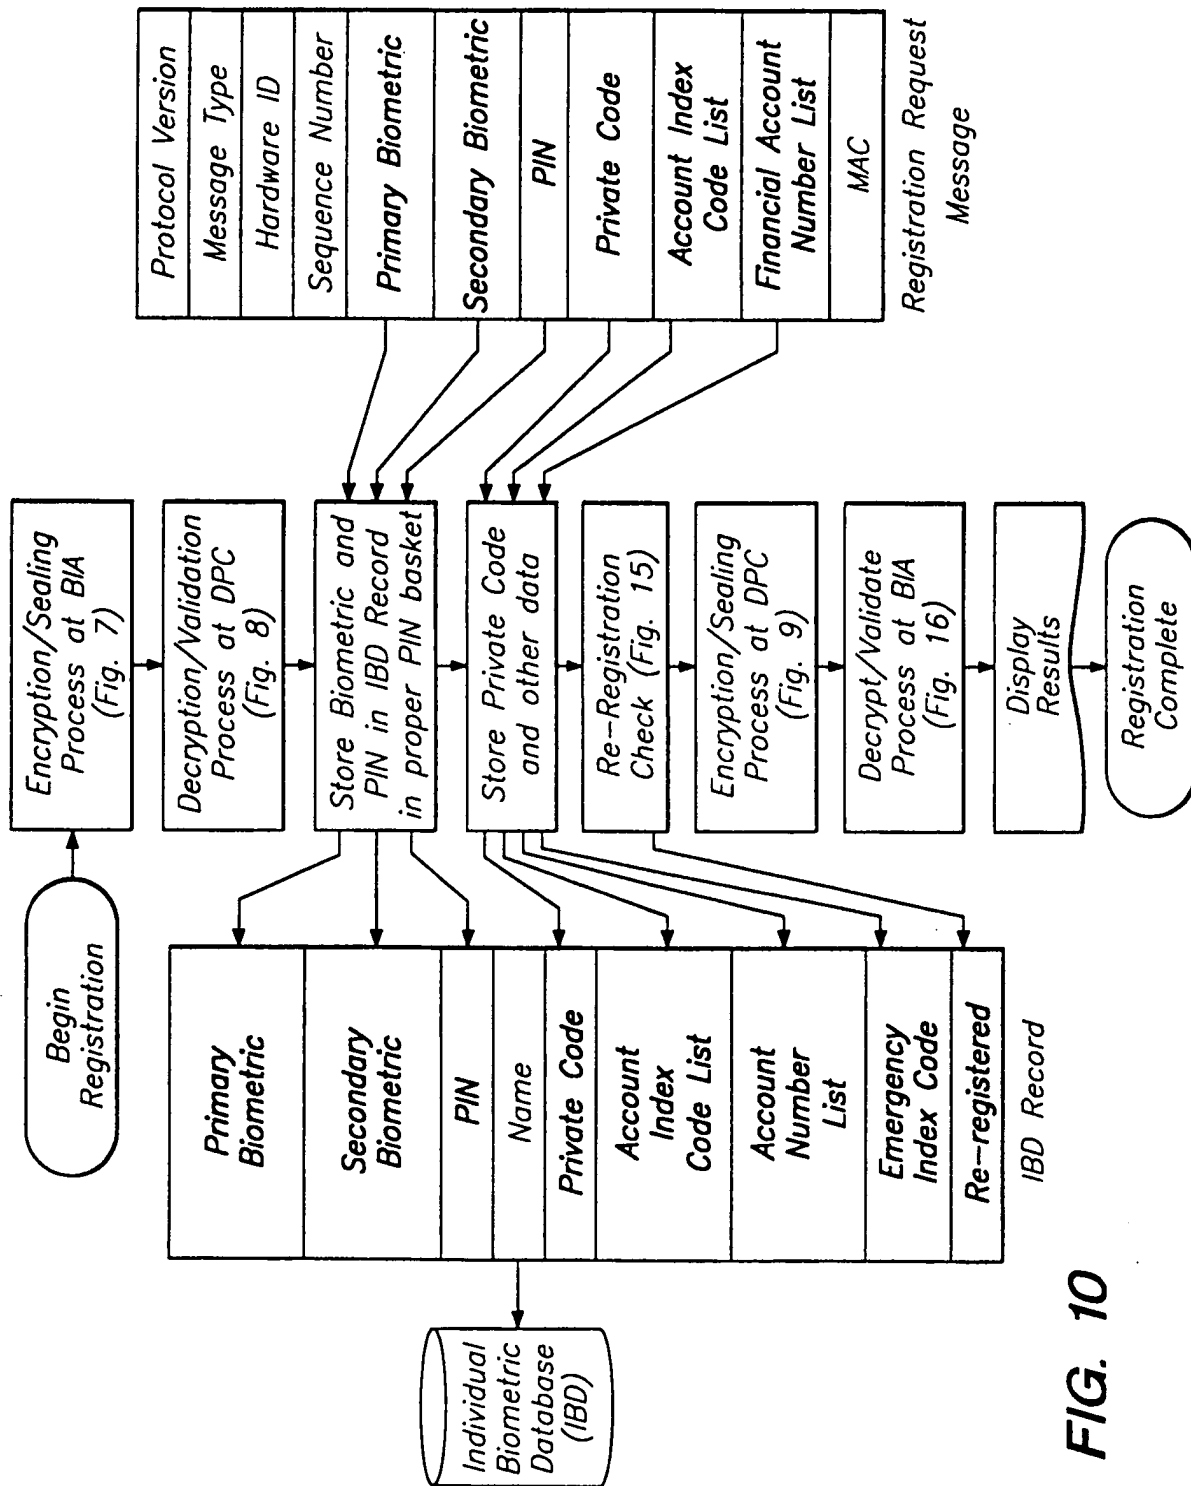 Begin
Registration
Encryption/Sealing
Process at BIA
(Fig. 7)
Decryption/Validation
Process at DPC
(Fig. 8)
Store Biometric and
PIN in IBD Record
in proper PIN basket
Store Private Code
and other data
Re-Registration
Check (Fig. 15)
Encryption/Sealing
Process at DPC
(Fig. 9)
Decrypt/Validate
Process at BIA
(Fig. 16)
Display
Results
Registration
Complete
Protocol Version
Message Type
Hardware ID
Sequence Number
Primary Biometric
Secondary Biometric
PIN
Private Code
Account Index
Code List
Financial Account
Number List
MAC
Registration Request
Message
Primary
Biometric
Secondary
Biometric
PIN
Name
Private Code
Account
Index
Code List
Account
Number
List
Emergency
Index Code
Re-registered
IBD Record
Individual
Biometric
Database
(IBD)
FIG. 10